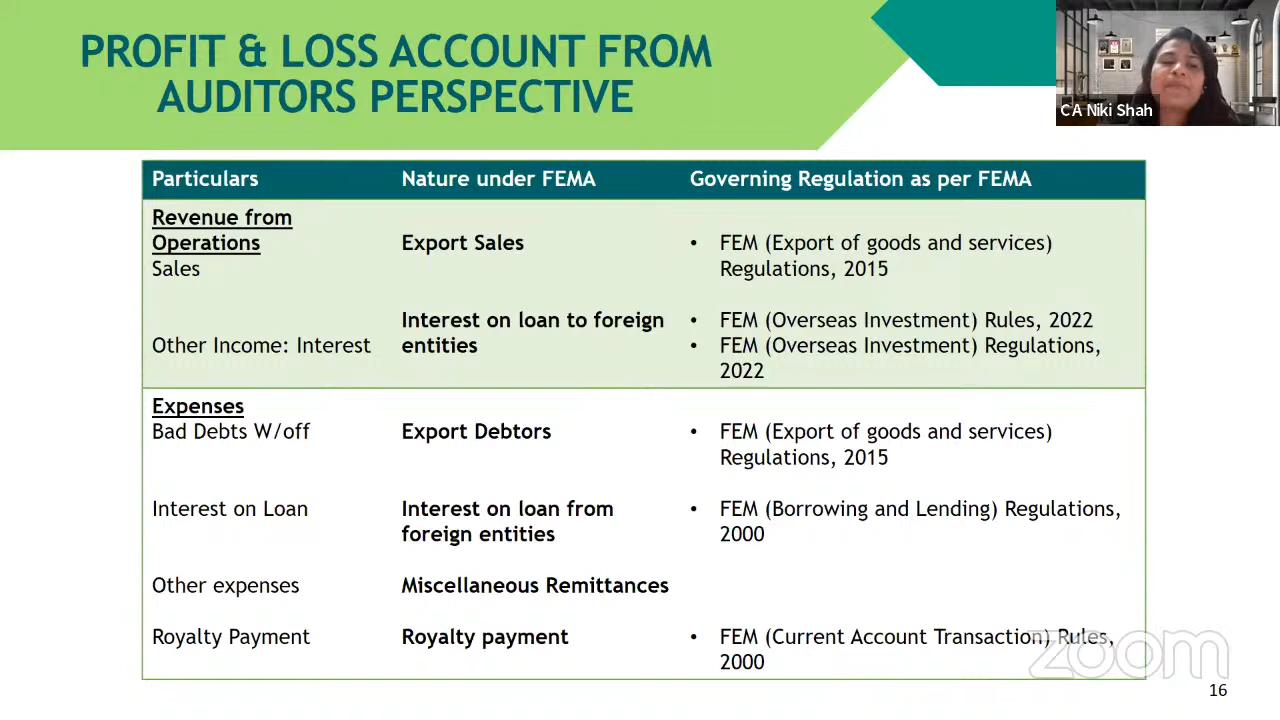 PROFIT & LOSS ACCOUNT FROM
AUDITORS PERSPECTIVE
CA Niki Shah
Particulars Nature under FEMA Governing Regulation as per FEMA
Revenue from
Operations Export Sales • FEM (Export of goods and services)
Sales Regulations, 2015
Interest on loan to foreign • FEM (Overseas Investment) Rules, 2022
Other Income: Interest entities • FEM (Overseas Investment) Regulations,
2022
Expenses
Bad Debts W/off Export Debtors • FEM (Export of goods and services)
Regulations, 2015
Interest on Loan Interest on loan from • FEM (Borrowing and Lending) Regulations,
foreign entities 2000
Other expenses Miscellaneous Remittances
Royalty Payment Royalty payment • FEM (Current Account Transaction) Rules,
2000
zoom
16